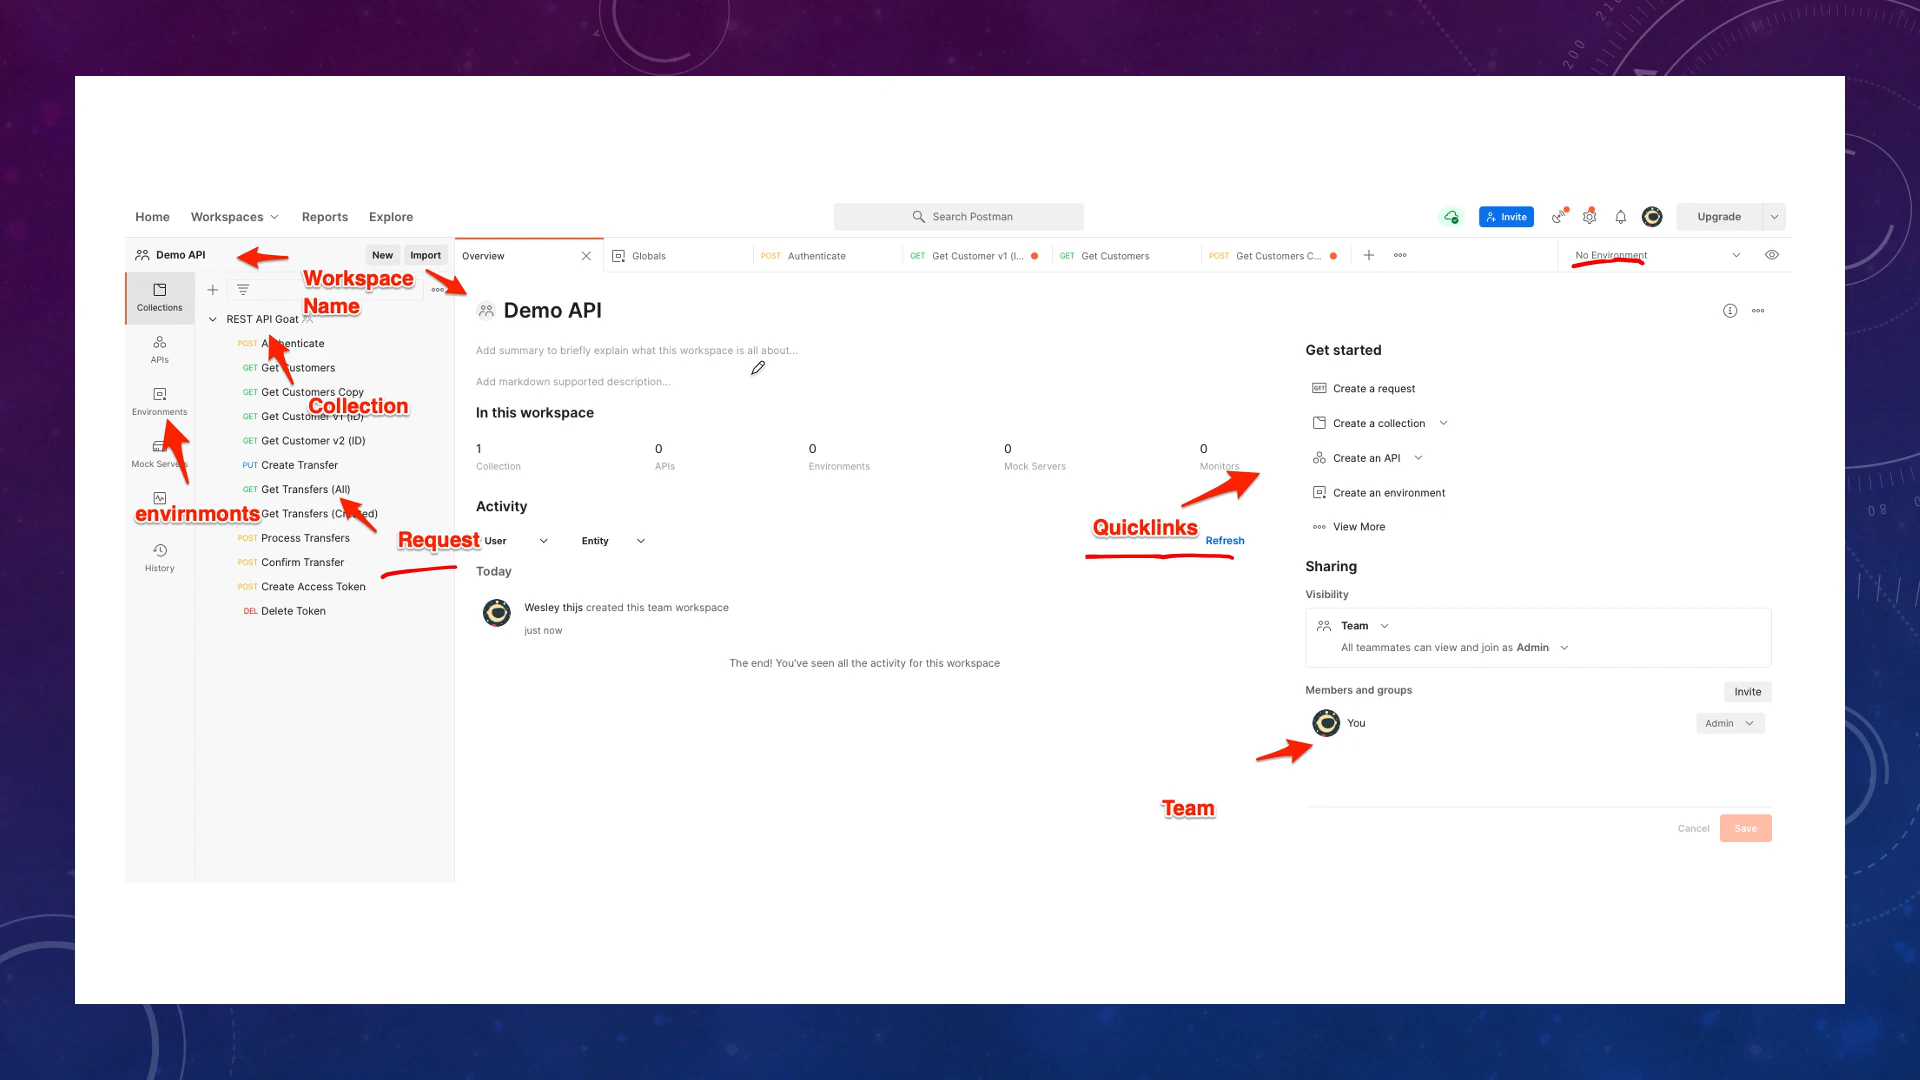 Home Workspaces Reports Explore
Search Postman
Invite
Upgrade
Demo API
New Import
Overview
Globals
POST Authenticate
GET Get Customer v1 (I...
GET Get Customers
POST Get Customers C...
No Environment
Workspace
Name
Collections
APIs
Environments
Mock Servers
envirnmonts
History
REST API Goat
POST Authenticate
GET Get Customers
GET Get Customers Copy
Collection
GET Get Customer v1 (ID)
GET Get Customer v2 (ID)
PUT Create Transfer
GET Get Transfers (All)
Get Transfers (Created)
Request
POST Process Transfers
POST Confirm Transfer
POST Create Access Token
DEL Delete Token
Demo API
Add summary to briefly explain what this workspace is all about...
Add markdown supported description...
In this workspace
1 0 0 0 0
Collection APIs Environments Mock Servers Monitors
Activity
User Entity
Quicklinks
Refresh
Today
Wesley thijs created this team workspace
just now
The end! You've seen all the activity for this workspace
Get started
GET Create a request
Create a collection
Create an API
Create an environment
View More
Sharing
Visibility
Team
All teammates can view and join as Admin
Members and groups
Invite
You
Admin
Team
Cancel Save
200
210
80